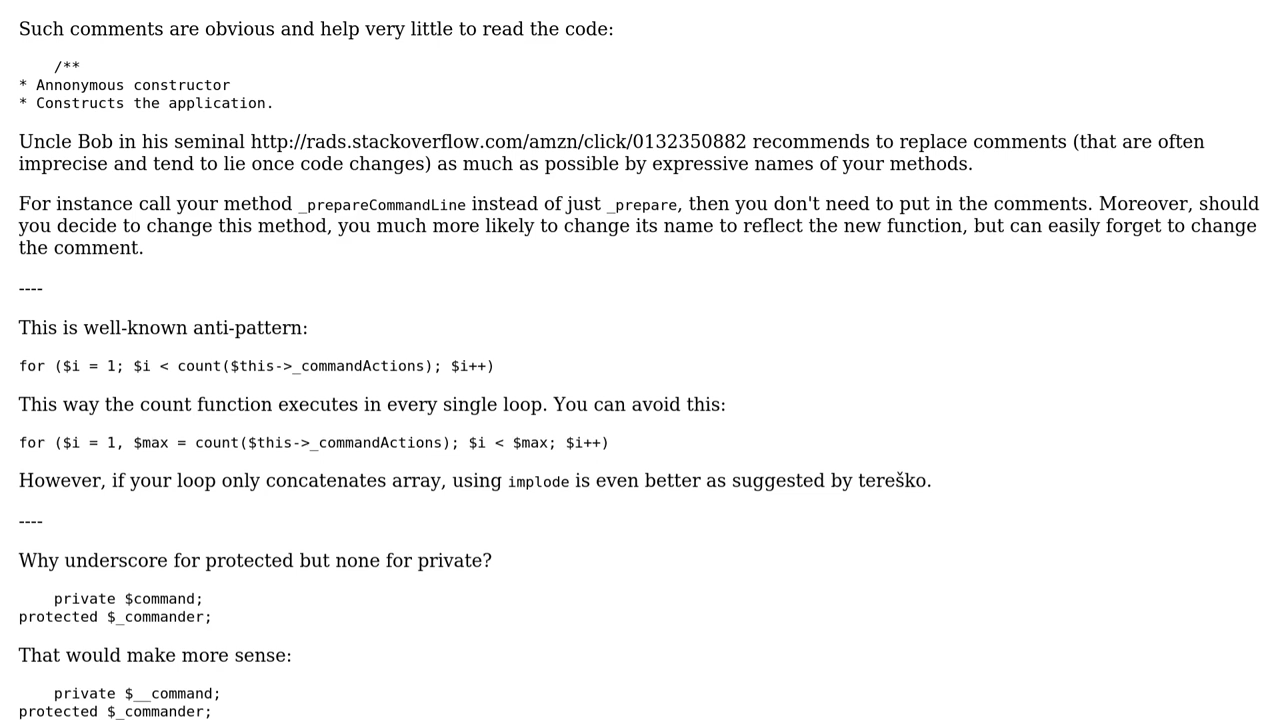 Such comments are obvious and help very little to read the code:
/**
* Annonymous constructor
* Constructs the application.
Uncle Bob in his seminal http://rads.stackoverflow.com/amzn/click/0132350882 recommends to replace comments (that are often
imprecise and tend to lie once code changes) as much as possible by expressive names of your methods.
For instance call your method _prepareCommandLine instead of just _prepare, then you don't need to put in the comments. Moreover, should
you decide to change this method, you much more likely to change its name to reflect the new function, but can easily forget to change
the comment.
----
This is well-known anti-pattern:
for ($i = 1; $i < count($this->_commandActions); $i++)
This way the count function executes in every single loop. You can avoid this:
for ($i = 1, $max = count($this->_commandActions); $i < $max; $i++)
However, if your loop only concatenates array, using implode is even better as suggested by tereško.
----
Why underscore for protected but none for private?
private $command;
protected $_commander;
That would make more sense:
private $__command;
protected $_commander;